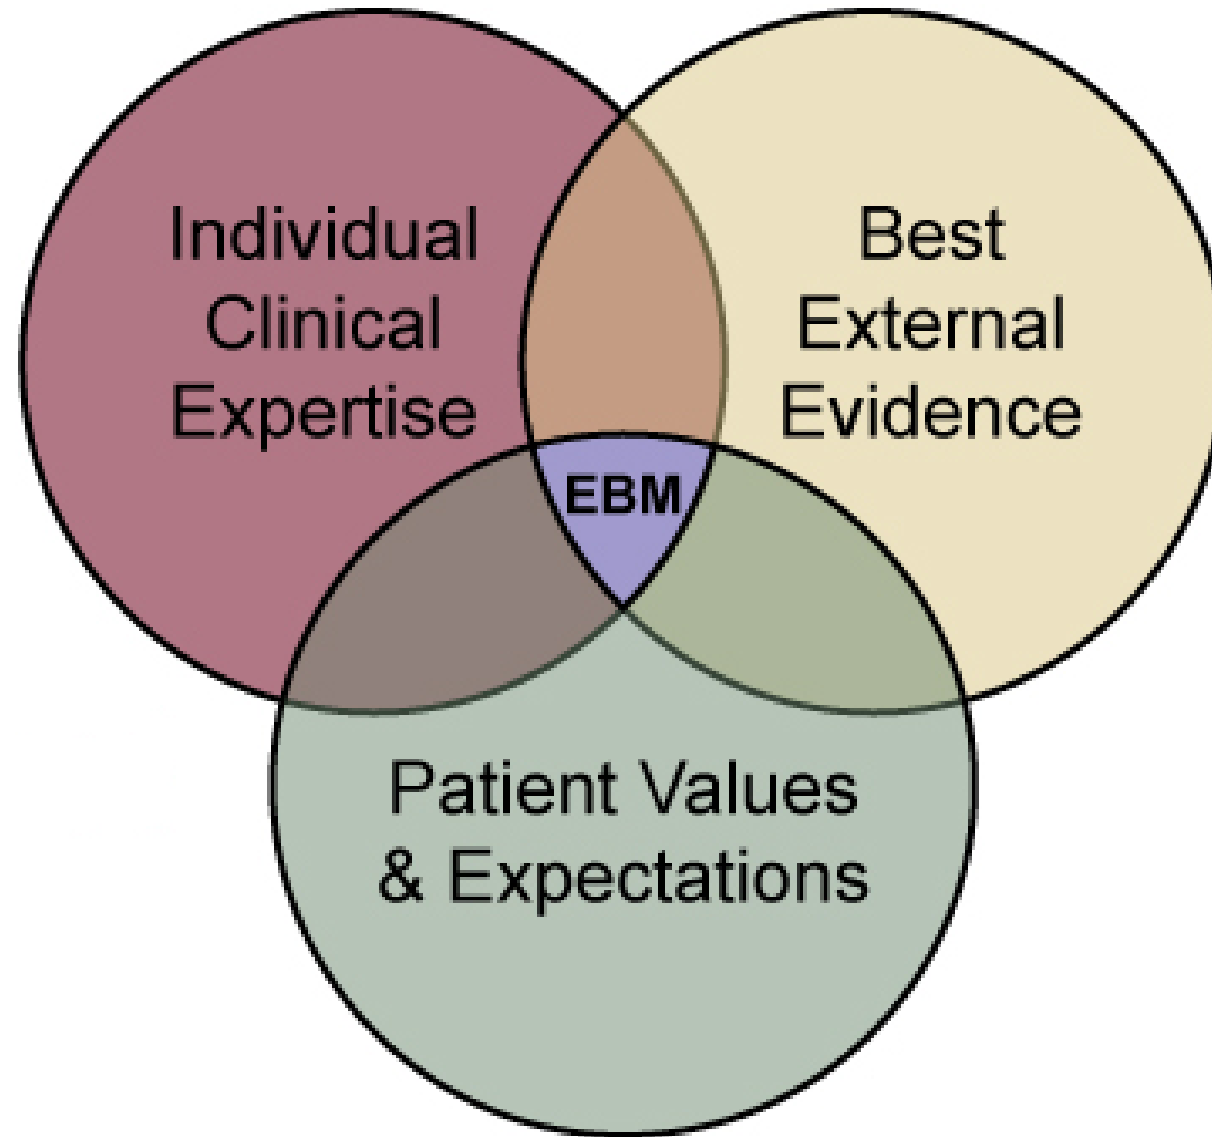 Individual
Clinical
Expertise
Best
External
Evidence
EBM
Patient Values
& Expectations